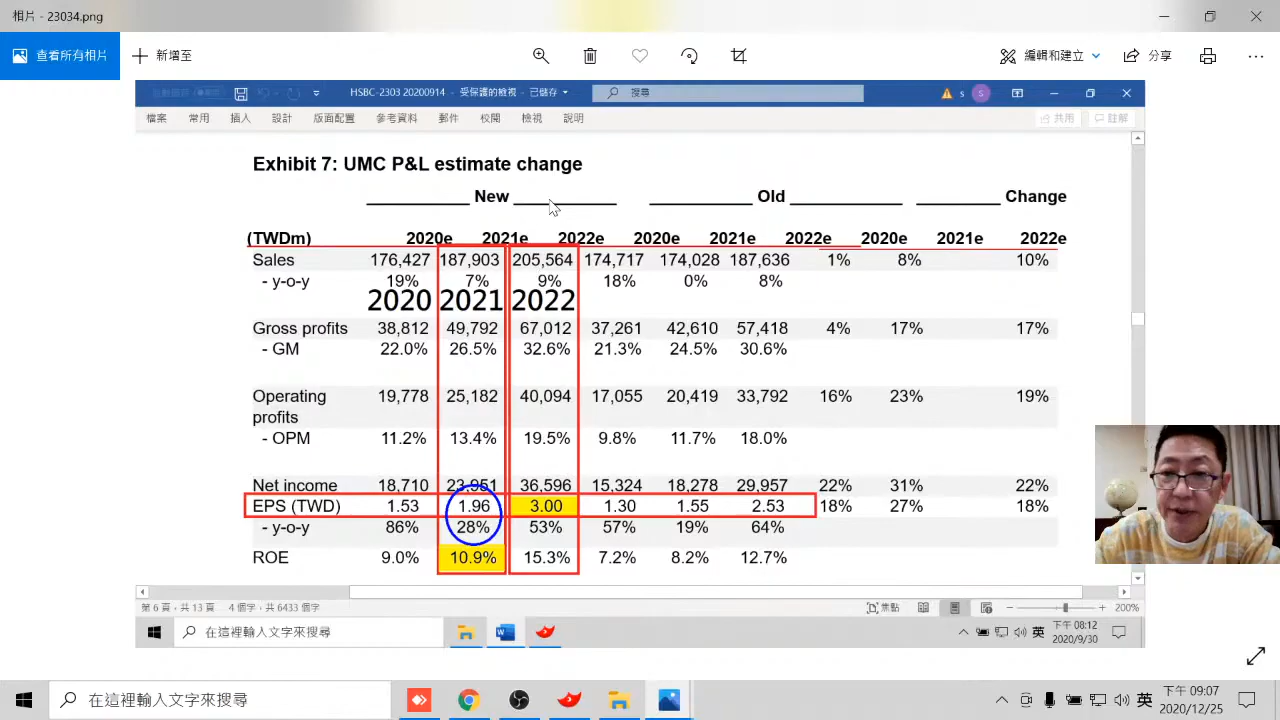 相片 - 23034.png
查看所有相片 新增至 編輯和建立 分享
HSBC-2303 20200914 - 受保護的檢視 - 已儲存 搜尋 s S
檔案 常用 插入 設計 版面配置 參考資料 郵件 校閱 檢視 說明 共用 註解
Exhibit 7: UMC P&L estimate change
New Old Change
(TWDm) 2020e 2021e 2022e 2020e 2021e 2022e 2020e 2021e 2022e
Sales 176,427 187,903 205,564 174,717 174,028 187,636 1% 8% 10%
- y-o-y 19% 7% 9% 18% 0% 8%
2020 2021 2022
Gross profits 38,812 49,792 67,012 37,261 42,610 57,418 4% 17% 17%
- GM 22.0% 26.5% 32.6% 21.3% 24.5% 30.6%
Operating 19,778 25,182 40,094 17,055 20,419 33,792 16% 23% 19%
profits
- OPM 11.2% 13.4% 19.5% 9.8% 11.7% 18.0%
Net income 18,710 23,951 36,596 15,324 18,278 29,957 22% 31% 22%
EPS (TWD) 1.53 1.96 3.00 1.30 1.55 2.53 18% 27% 18%
- y-o-y 86% 28% 53% 57% 19% 64%
ROE 9.0% 10.9% 15.3% 7.2% 8.2% 12.7%
第 6 頁，共 13 頁 4 個字，共 6433 個字 焦點 200%
在這裡輸入文字來搜尋 英 下午 08:12
2020/9/30
在這裡輸入文字來搜尋 英 下午 09:07
2020/12/25